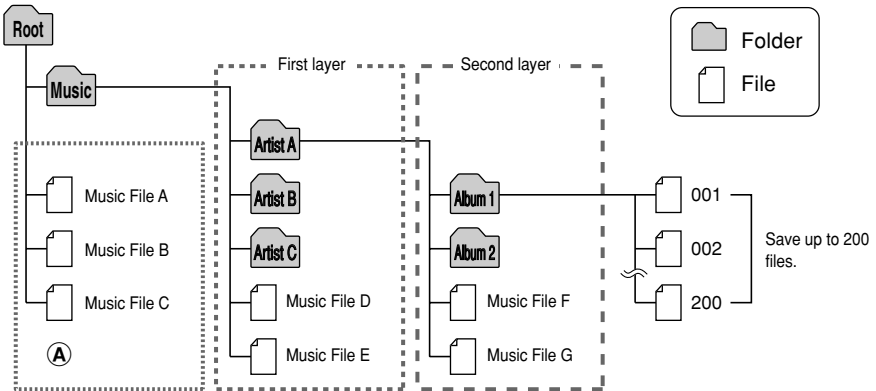 Root
Folder
File
First layer
Second layer
Music
Artist A
Music File A
Artist B
Album 1
001
Music File B
Artist C
Album 2
002
Save up to 200
files.
Music File C
Music File D
Music File F
200
A
Music File E
Music File G